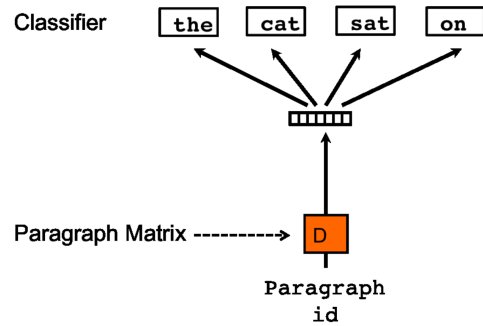 Classifier the cat sat on
Paragraph Matrix D
Paragraph
id